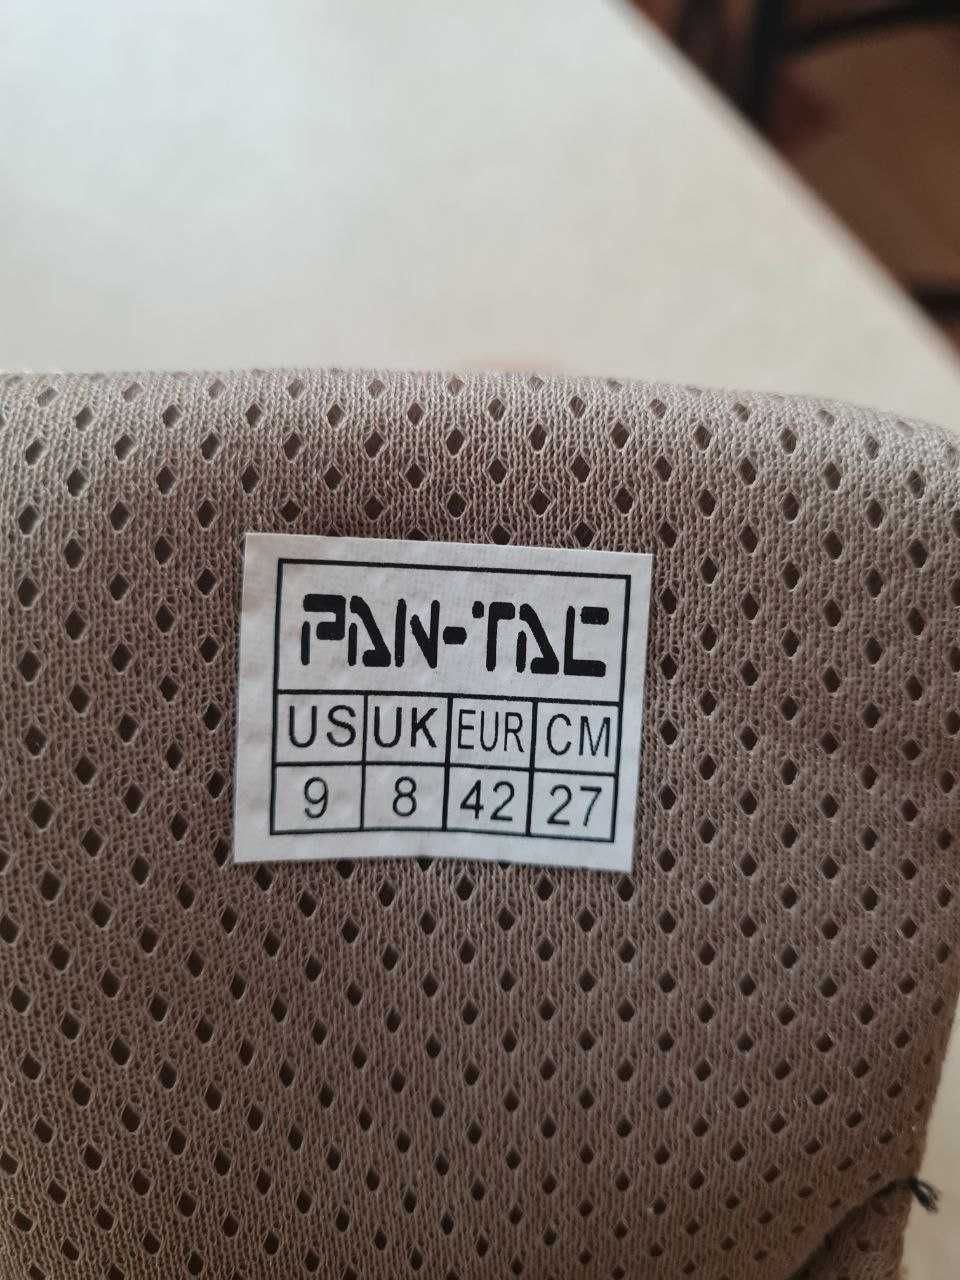 PAN-TAC
US UK EUR CM
9 8 42 27